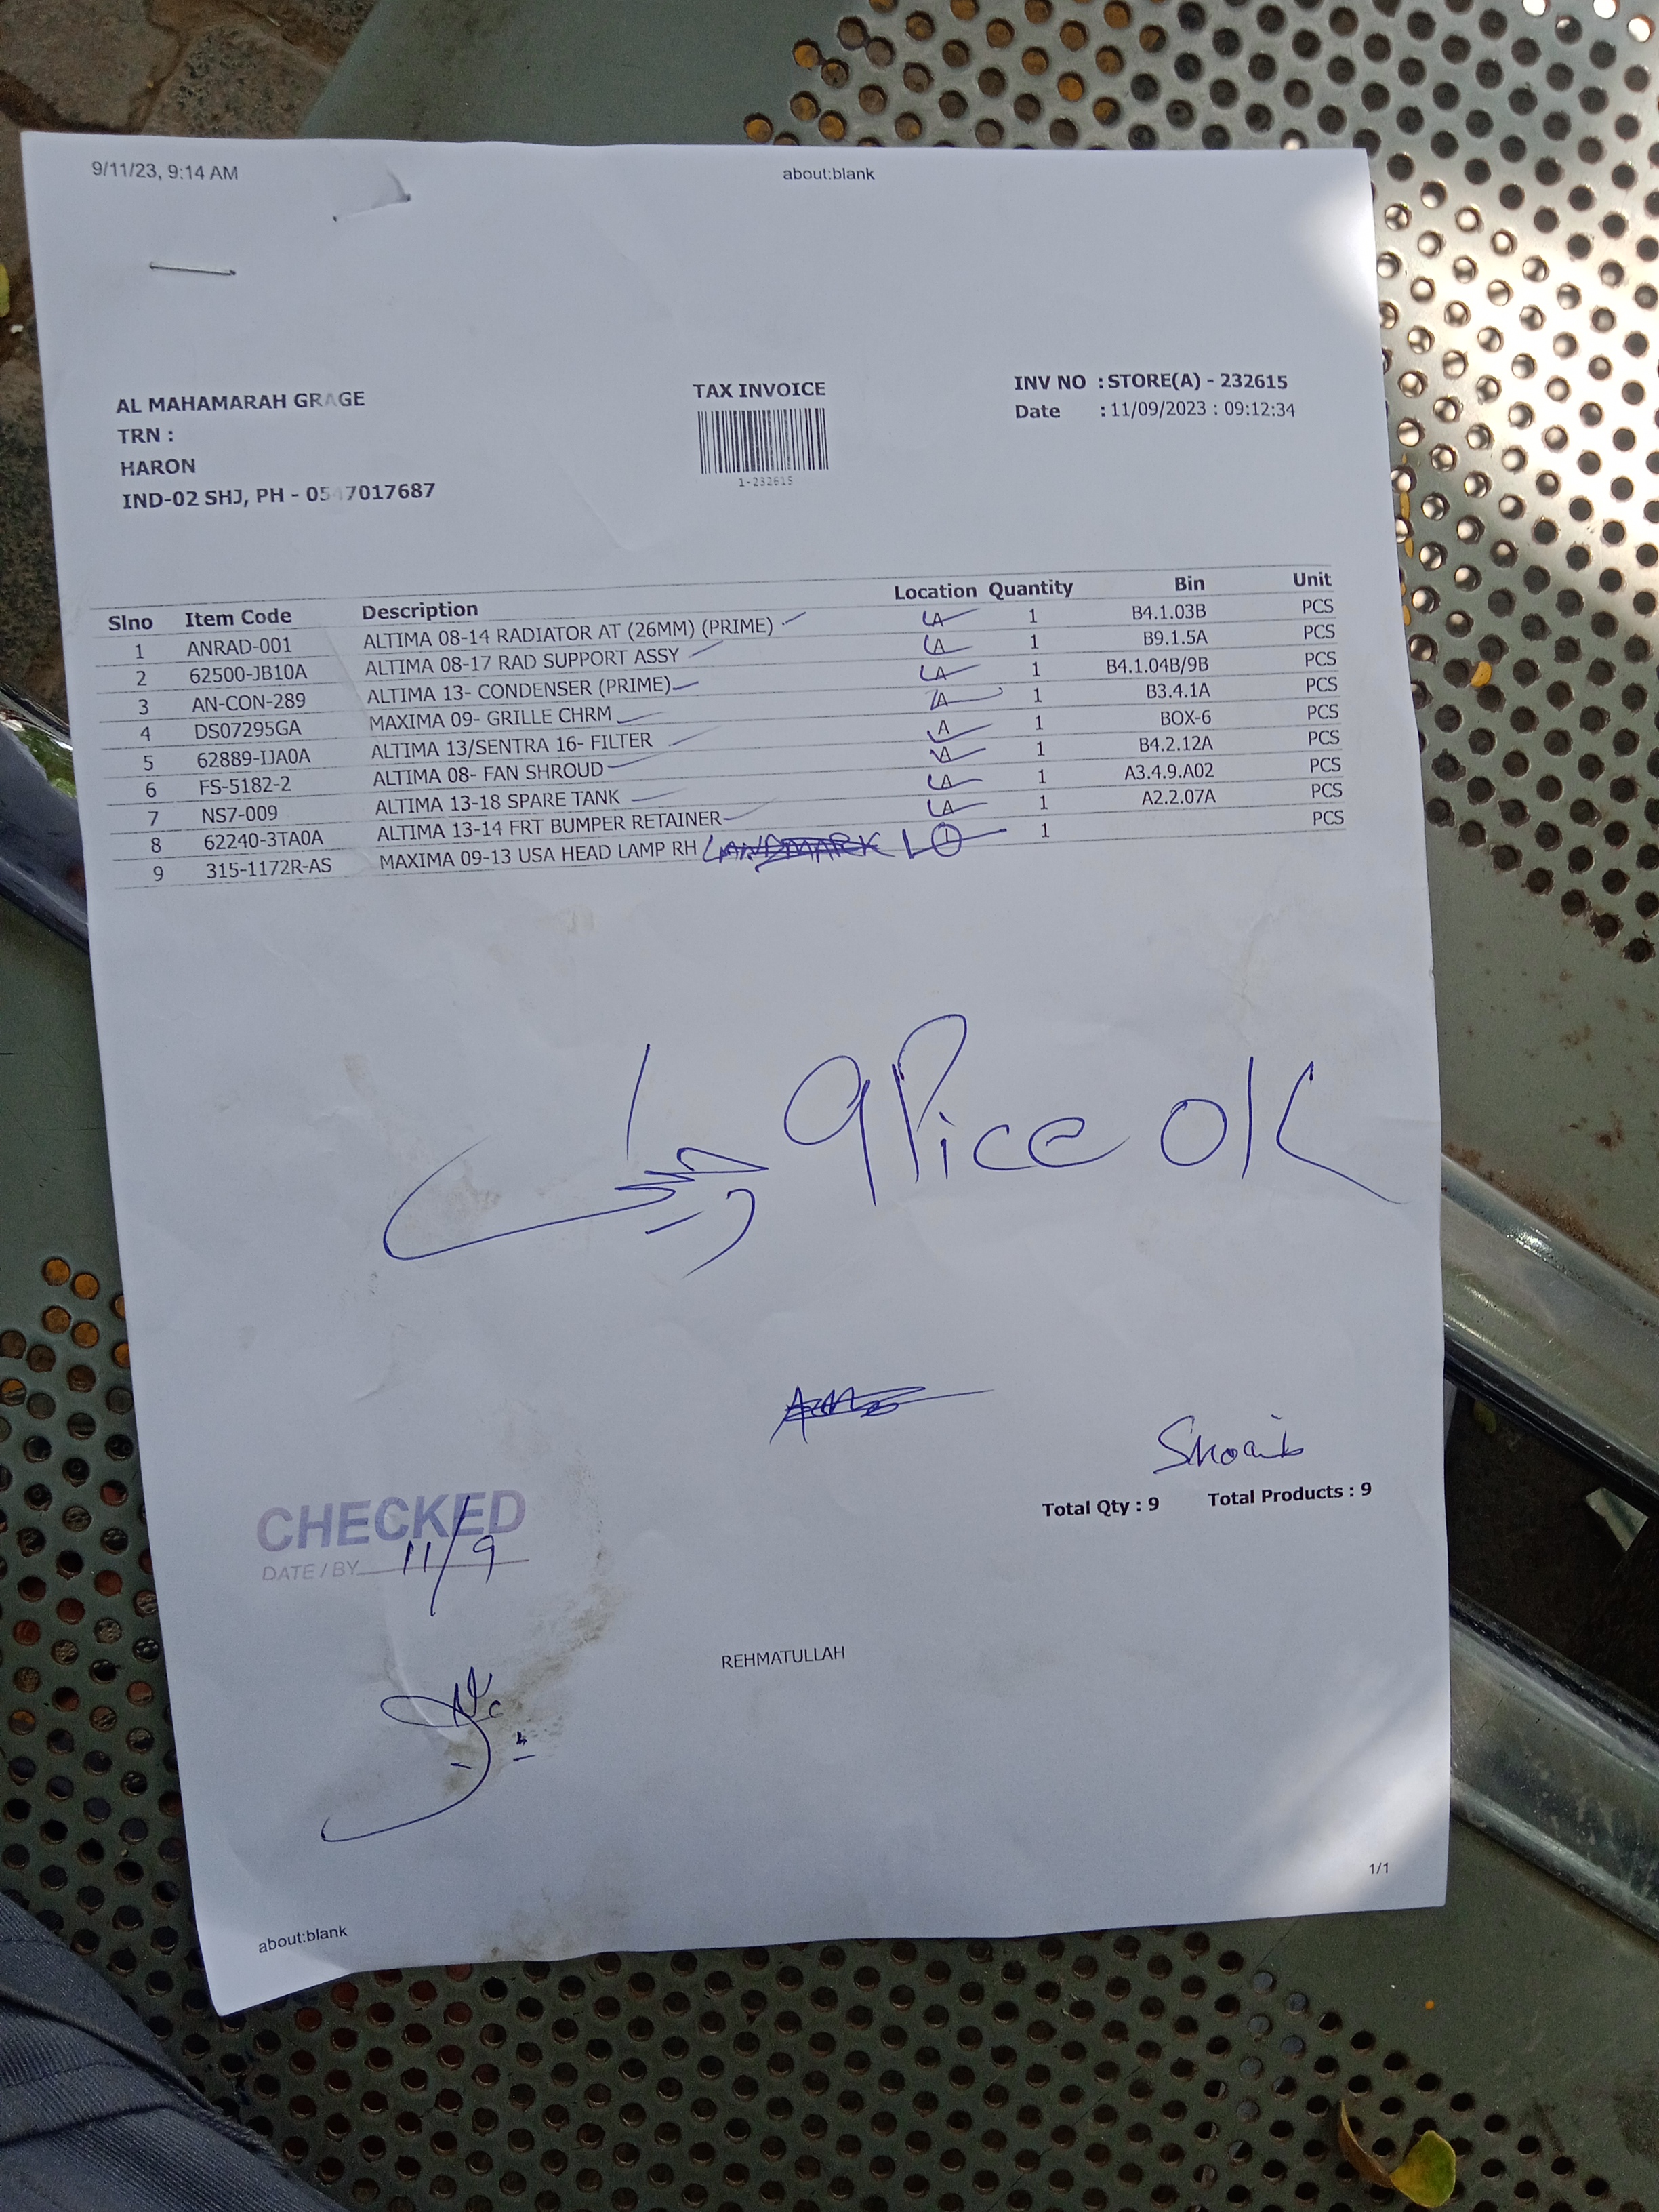 9/11/23, 9:14 AM about:blank
AL MAHAMARAH GRAGE
TRN :
HARON
IND-02 SHJ, PH - 05 7017687
TAX INVOICE
1-232615
INV NO : STORE(A) - 232615
Date : 11/09/2023 : 09:12:34
Slno Item Code Description Location Quantity Bin Unit
1 ANRAD-001 ALTIMA 08-14 RADIATOR AT (26MM) (PRIME) A 1 B4.1.03B PCS
2 62500-JB10A ALTIMA 08-17 RAD SUPPORT ASSY A 1 B9.1.5A PCS
3 AN-CON-289 ALTIMA 13- CONDENSER (PRIME) A 1 B4.1.04B/9B PCS
4 DS07295GA MAXIMA 09- GRILLE CHRM A 1 B3.4.1A PCS
5 62889-IJA0A ALTIMA 13/SENTRA 16- FILTER A 1 BOX-6 PCS
6 FS-5182-2 ALTIMA 08- FAN SHROUD A 1 B4.2.12A PCS
7 NS7-009 ALTIMA 13-18 SPARE TANK A 1 A3.4.9.A02 PCS
8 62240-3TA0A ALTIMA 13-14 FRT BUMPER RETAINER A 1 A2.2.07A PCS
9 315-1172R-AS MAXIMA 09-13 USA HEAD LAMP RH LANDMARK 1 1 PCS
9 Pice OK
Shoaib
Total Qty : 9 Total Products : 9
CHECKED
DATE / BY 11/9
REHMATULLAH
1/1
about:blank